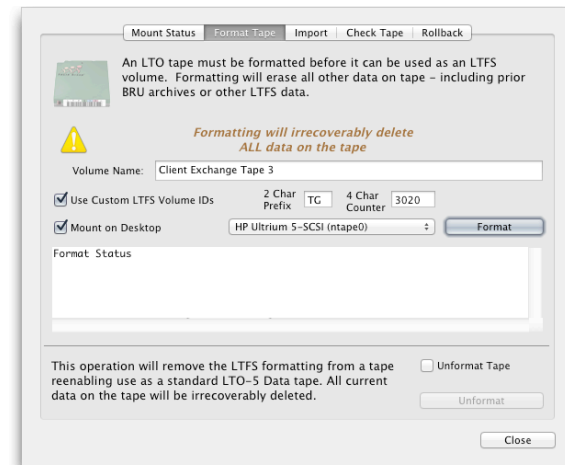 Mount Status Format Tape Import Check Tape Rollback
An LTO tape must be formatted before it can be used as an LTFS
volume. Formatting will erase all other data on tape – including prior
BRU archives or other LTFS data.
Formatting will irrecoverably delete
ALL data on the tape
Volume Name: Client Exchange Tape 3
Use Custom LTFS Volume IDs 2 Char Prefix TG 4 Char Counter 3020
Mount on Desktop HP Ultrium 5-SCSI (ntape0) Format
Format Status
This operation will remove the LTFS formatting from a tape
reenabling use as a standard LTO-5 Data tape. All current
data on the tape will be irrecoverably deleted.
Unformat Tape
Unformat
Close